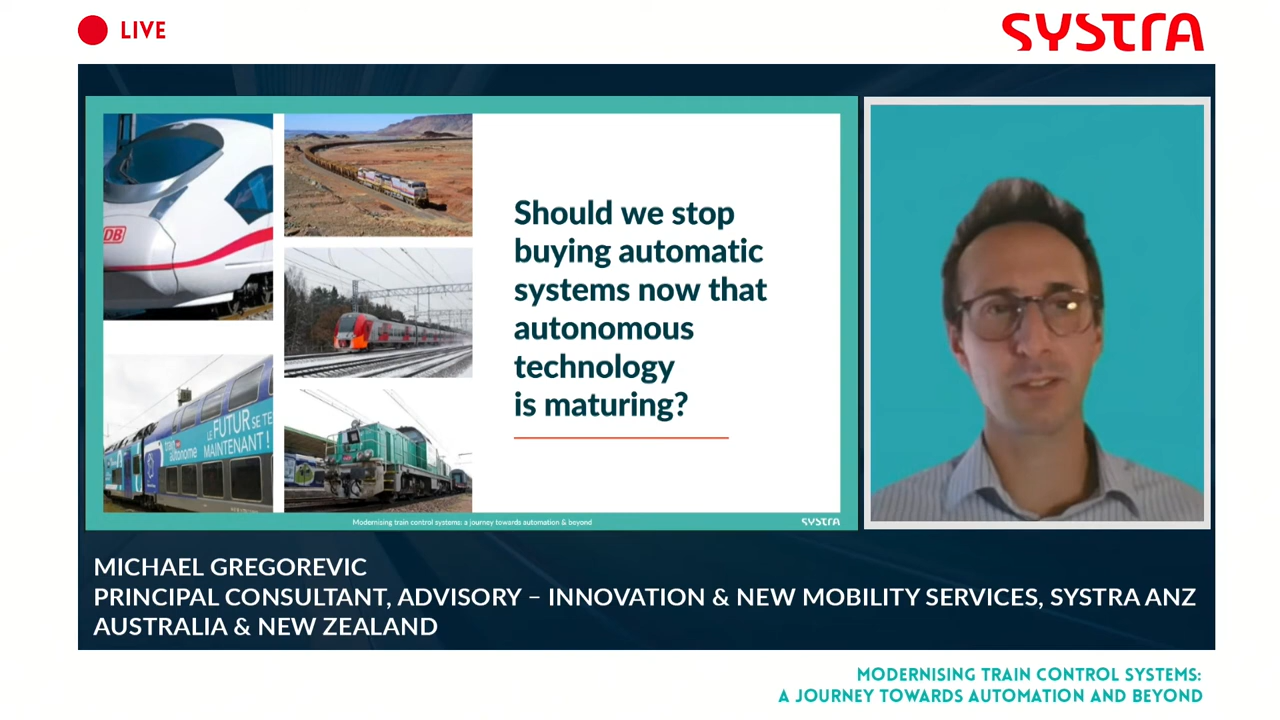 LIVE
SYSTRA
DB
LE FUTUR SE TE
MAINTENANT !
train
autonome
Should we stop
buying automatic
systems now that
autonomous
technology
is maturing?
Modernising train control systems: a journey towards automation & beyond
SYSTRA
MICHAEL GREGOREVIC
PRINCIPAL CONSULTANT, ADVISORY – INNOVATION & NEW MOBILITY SERVICES, SYSTRA ANZ
AUSTRALIA & NEW ZEALAND
MODERNISING TRAIN CONTROL SYSTEMS:
A JOURNEY TOWARDS AUTOMATION AND BEYOND